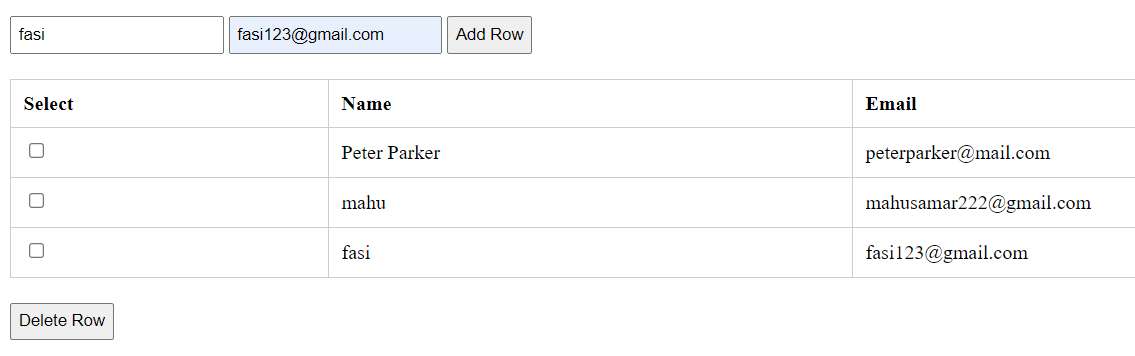 fasi fasi123@gmail.com Add Row
Select Name Email
Peter Parker peterparker@mail.com
mahu mahusamar222@gmail.com
fasi fasi123@gmail.com
Delete Row